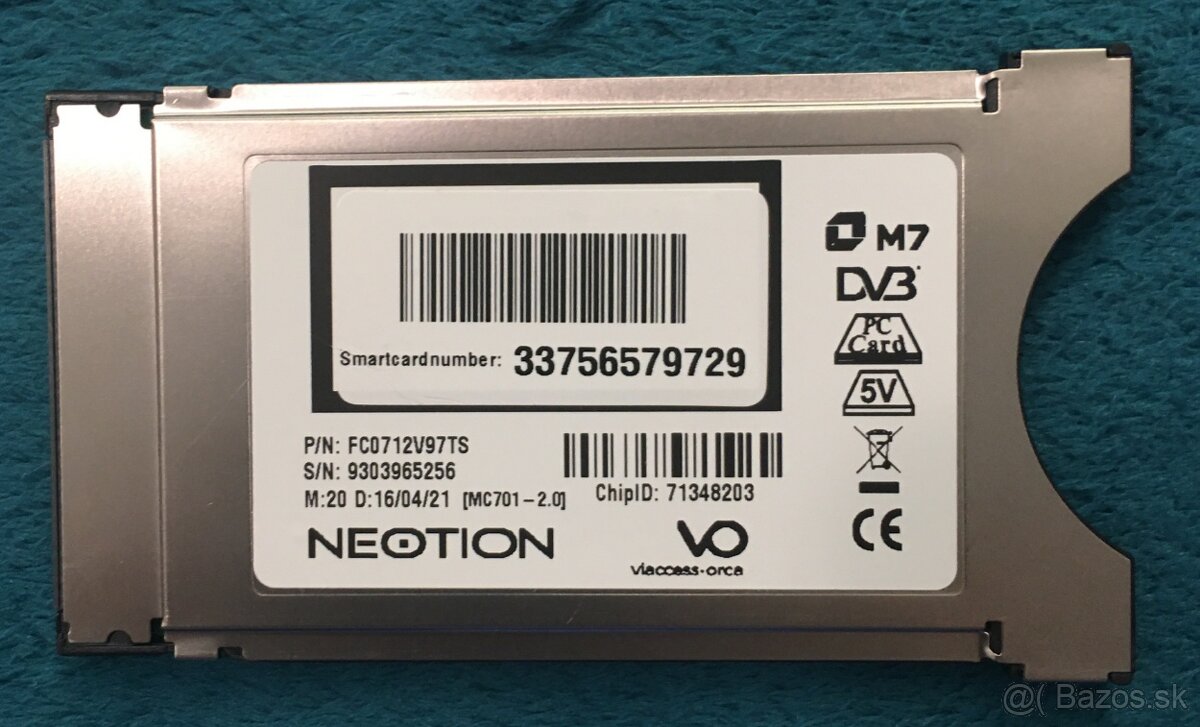 Smartcardnumber: 33756579729
P/N: FC0712V97TS
S/N: 9303965256
M:20 D:16/04/21 [MC701-2.0]
ChipID: 71348203
NEOTION
VO
viaccess·orca
M7
DVB
PC
Card
5V
CE
@( Bazos.sk